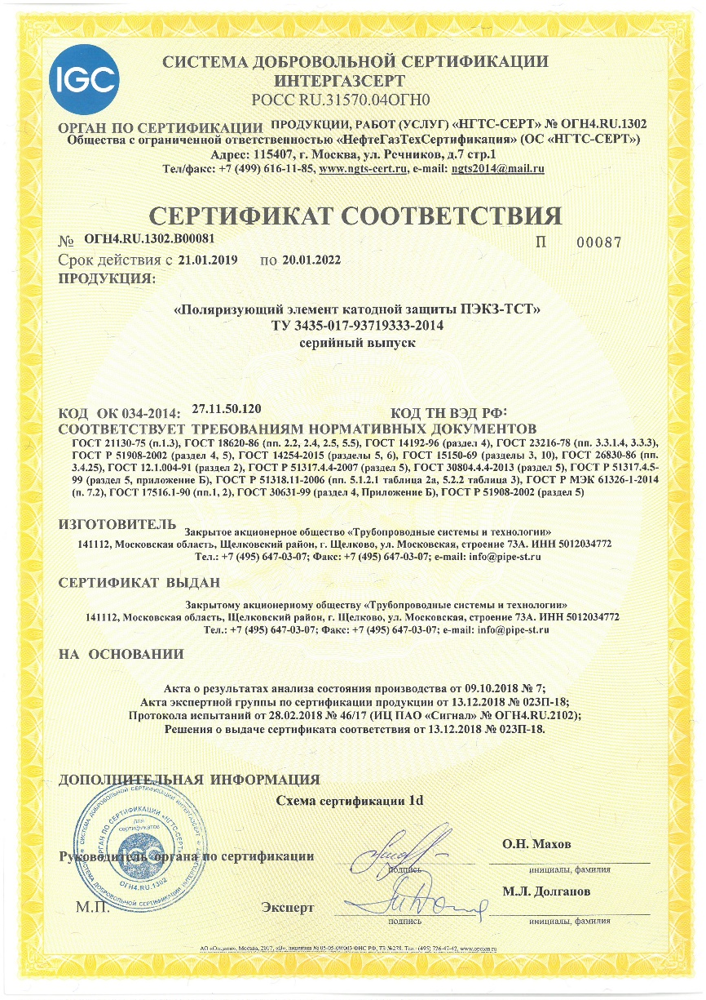 IGC
СИСТЕМА ДОБРОВОЛЬНОЙ СЕРТИФИКАЦИИ
ИНТЕРГАЗСЕРТ
РОСС RU.31570.04ОГН0
ОРГАН ПО СЕРТИФИКАЦИИ ПРОДУКЦИИ, РАБОТ (УСЛУГ) «НГТС-СЕРТ» № ОГН4.RU.1302
Общества с ограниченной ответственностью «НефтеГазТехСертификация» (ОС «НГТС-СЕРТ»)
Адрес: 115407, г. Москва, ул. Речников, д.7 стр.1
Тел/факс: +7 (499) 616-11-85, www.ngts-cert.ru, e-mail: ngts2014@mail.ru
СЕРТИФИКАТ СООТВЕТСТВИЯ
№ ОГН4.RU.1302.В00081 П 00087
Срок действия с 21.01.2019 по 20.01.2022
ПРОДУКЦИЯ:
«Поляризующий элемент катодной защиты ПЭКЗ-ТСТ»
ТУ 3435-017-93719333-2014
серийный выпуск
КОД ОК 034-2014: 27.11.50.120 КОД ТН ВЭД РФ:
СООТВЕТСТВУЕТ ТРЕБОВАНИЯМ НОРМАТИВНЫХ ДОКУМЕНТОВ
ГОСТ 21130-75 (п.1.3), ГОСТ 18620-86 (пп. 2.2, 2.4, 2.5, 5.5), ГОСТ 14192-96 (раздел 4), ГОСТ 23216-78 (пп. 3.3.1.4, 3.3.3),
ГОСТ Р 51908-2002 (раздел 4, 5), ГОСТ 14254-2015 (разделы 5, 6), ГОСТ 15150-69 (разделы 3, 10), ГОСТ 26830-86 (пп.
3.4.25), ГОСТ 12.1.004-91 (раздел 2), ГОСТ Р 51317.4.4-2007 (раздел 5), ГОСТ 30804.4.4-2013 (раздел 5), ГОСТ Р 51317.4.5-
99 (раздел 5, приложение Б), ГОСТ Р 51318.11-2006 (пп. 5.1.2.1 таблица 2а, 5.2.2 таблица 3), ГОСТ Р МЭК 61326-1-2014
(п. 7.2), ГОСТ 17516.1-90 (пп.1, 2), ГОСТ 30631-99 (раздел 4, Приложение Б), ГОСТ Р 51908-2002 (раздел 5)
ИЗГОТОВИТЕЛЬ Закрытое акционерное общество «Трубопроводные системы и технологии»
141112, Московская область, Щелковский район, г. Щелково, ул. Московская, строение 73А. ИНН 5012034772
Тел.: +7 (495) 647-03-07; Факс: +7 (495) 647-03-07; e-mail: info@pipe-st.ru
СЕРТИФИКАТ ВЫДАН
Закрытому акционерному обществу «Трубопроводные системы и технологии»
141112, Московская область, Щелковский район, г. Щелково, ул. Московская, строение 73А. ИНН 5012034772
Тел.: +7 (495) 647-03-07; Факс: +7 (495) 647-03-07; e-mail: info@pipe-st.ru
НА ОСНОВАНИИ
Акта о результатах анализа состояния производства от 09.10.2018 № 7;
Акта экспертной группы по сертификации продукции от 13.12.2018 № 023П-18;
Протокола испытаний от 28.02.2018 № 46/17 (ИЦ ПАО «Сигнал» № ОГН4.RU.2102);
Решения о выдаче сертификата соответствия от 13.12.2018 № 023П-18.
ДОПОЛНИТЕЛЬНАЯ ИНФОРМАЦИЯ
Схема сертификации 1d
СИСТЕМА ДОБРОВОЛЬНОЙ СЕРТИФИКАЦИИ ИНТЕРГАЗСЕРТ
СИСТЕМА ДОБРОВОЛЬНОЙ СЕРТИФИКАЦИИ ИНТЕРГАЗСЕРТ
ОРГАН ПО СЕРТИФИКАЦИИ «НГТС-СЕРТ»
для
сертификатов
IGC
ОГН4.RU.1302
Руководитель органа по сертификации О.Н. Махов
подпись инициалы, фамилия
М.П. Эксперт М.Л. Долганов
подпись инициалы, фамилия
АО «Опцион», Москва, 2017, «В», лицензия № 05-05-09/003 ФНС РФ, ТЗ №278. Тел.: (495) 726-47-42, www.opcion.ru